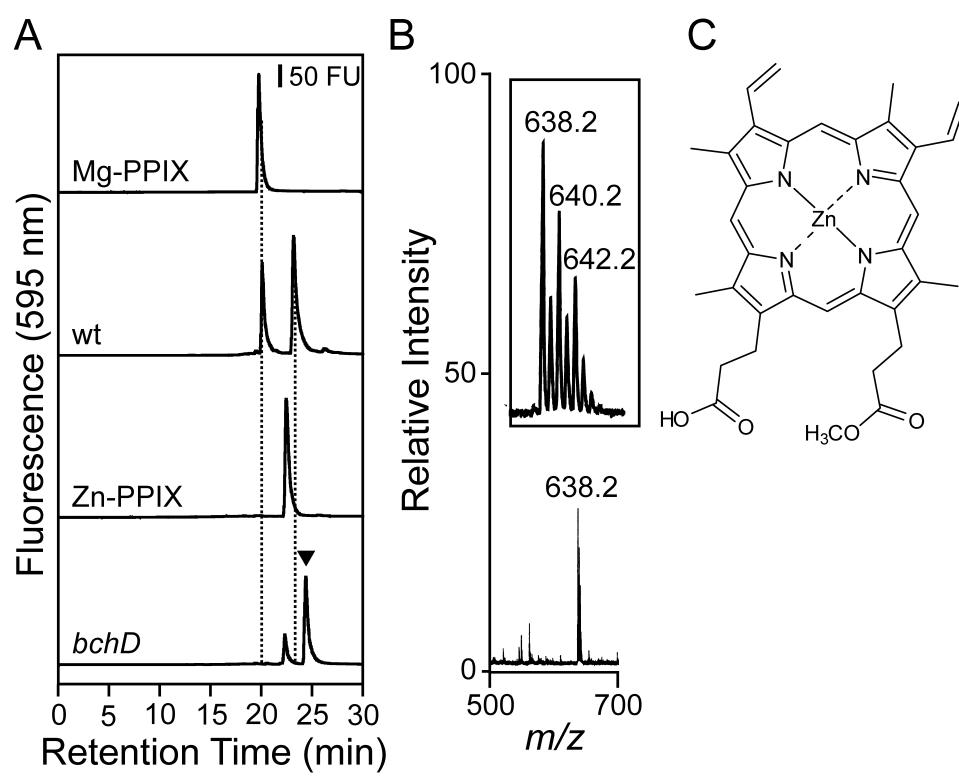 A
Fluorescence (595 nm)
50 FU
Mg-PPIX
wt
Zn-PPIX
bchD
0 5 10 15 20 25 30
Retention Time (min)
B
Relative Intensity
100
50
0
638.2
640.2
642.2
638.2
500 700
m/z
C
N
N
Zn
N
N
HO
O
H₃CO
O